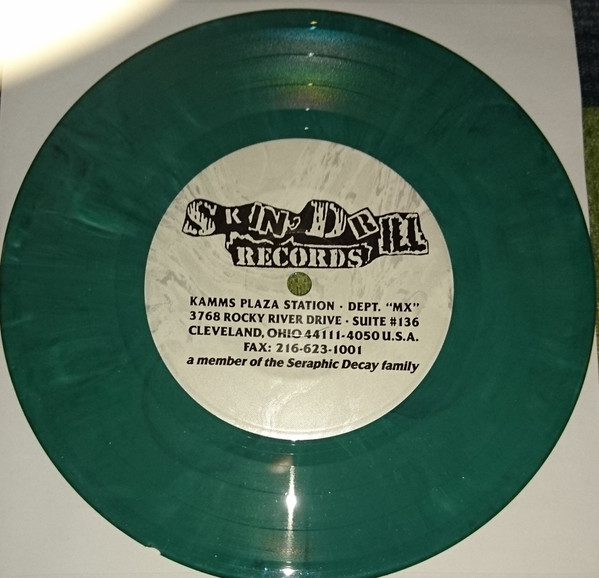 SKIN DRILL
RECORDS
KAMMS PLAZA STATION · DEPT. "MX"
3768 ROCKY RIVER DRIVE · SUITE #136
CLEVELAND, OHIO 44111-4050 U.S.A.
FAX: 216-623-1001
a member of the Seraphic Decay family